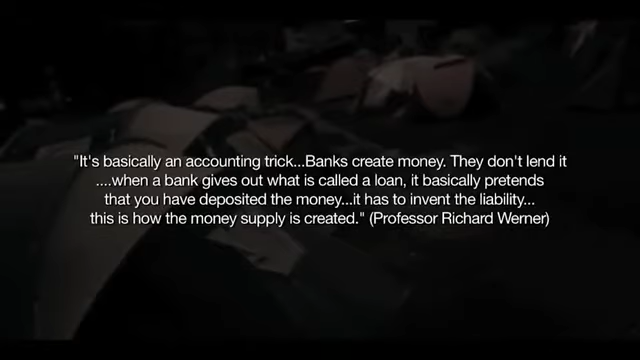 "It's basically an accounting trick...Banks create money. They don't lend it
....when a bank gives out what is called a loan, it basically pretends
that you have deposited the money...it has to invent the liability...
this is how the money supply is created." (Professor Richard Werner)